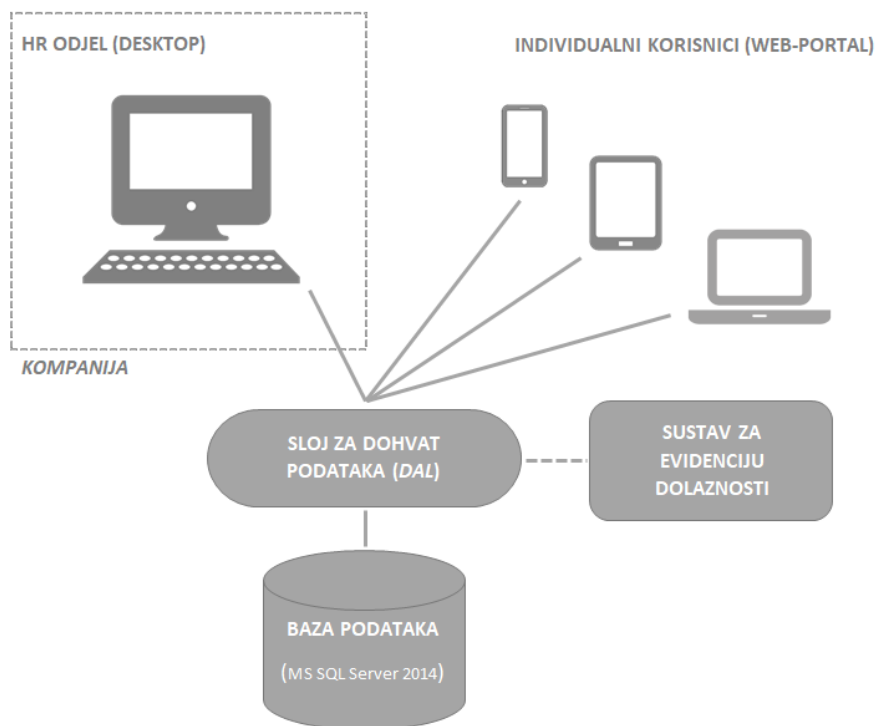 HR ODJEL (DESKTOP)
INDIVIDUALNI KORISNICI (WEB-PORTAL)
KOMPANIJA
SLOJ ZA DOHVAT
PODATAKA (DAL)
SUSTAV ZA
EVIDENCIJU
DOLAZNOSTI
BAZA PODATAKA
(MS SQL Server 2014)